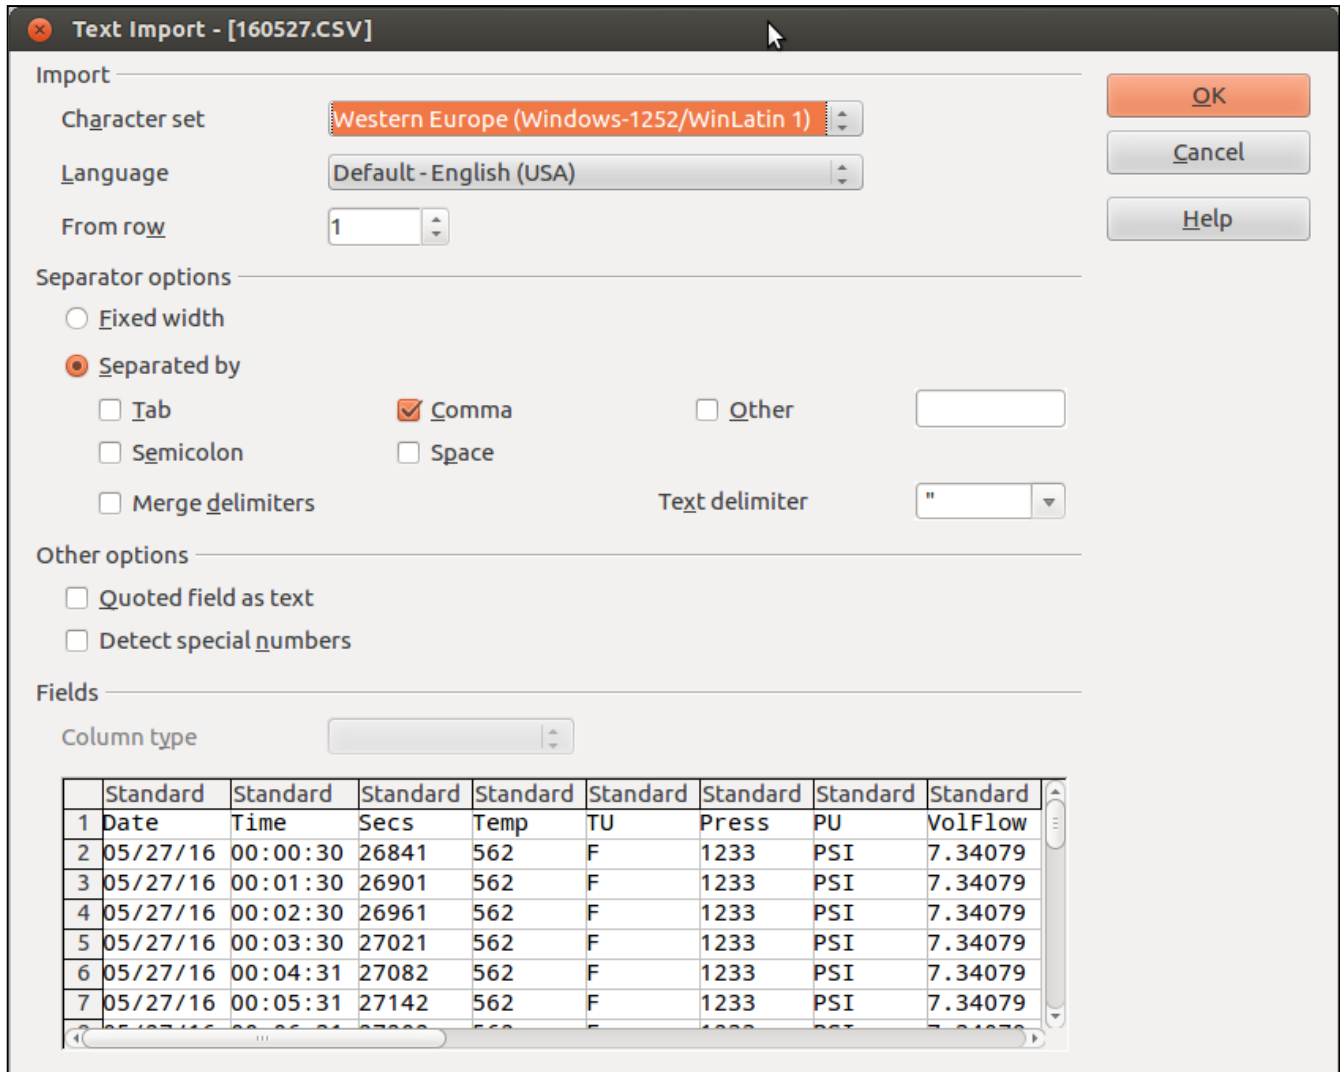 Text Import - [160527.CSV]
Import
OK
Character set Western Europe (Windows-1252/WinLatin 1)
Cancel
Language Default - English (USA)
From row 1
Help
Separator options
Fixed width
Separated by
Tab Comma Other
Semicolon Space
Merge delimiters Text delimiter "
Other options
Quoted field as text
Detect special numbers
Fields
Column type
Standard Standard Standard Standard Standard Standard Standard Standard
1 Date Time Secs Temp TU Press PU VolFlow
2 05/27/16 00:00:30 26841 562 F 1233 PSI 7.34079
3 05/27/16 00:01:30 26901 562 F 1233 PSI 7.34079
4 05/27/16 00:02:30 26961 562 F 1233 PSI 7.34079
5 05/27/16 00:03:30 27021 562 F 1233 PSI 7.34079
6 05/27/16 00:04:31 27082 562 F 1233 PSI 7.34079
7 05/27/16 00:05:31 27142 562 F 1233 PSI 7.34079